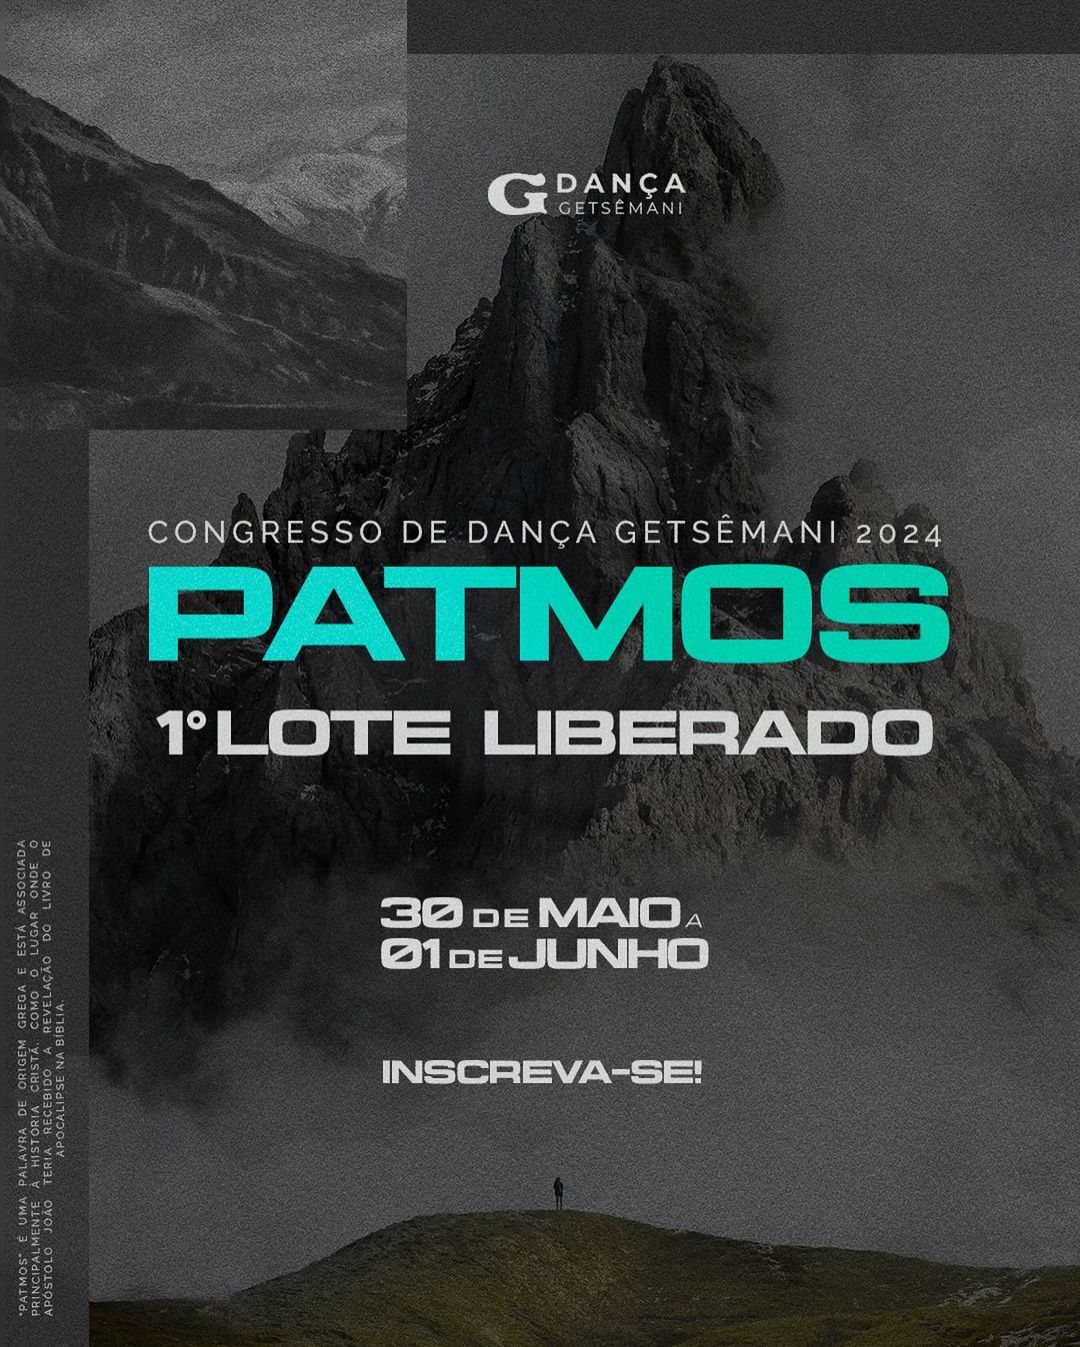 G DANÇA
GETSÊMANI
CONGRESSO DE DANÇA GETSÊMANI 2024
PATMOS
1º LOTE LIBERADO
30 DE MAIO A
01 DE JUNHO
INSCREVA-SE!
"PATMOS" É UMA PALAVRA DE ORIGEM GREGA E ESTÁ ASSOCIADA
PRINCIPALMENTE À HISTÓRIA CRISTÃ, COMO O LUGAR ONDE O
APÓSTOLO JOÃO TERIA RECEBIDO A REVELAÇÃO DO LIVRO DE
APOCALIPSE NA BÍBLIA.